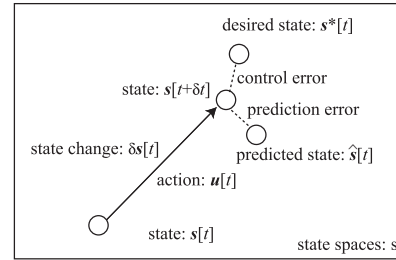 desired state: s*[t]
control error
state: s[t+δt]
prediction error
state change: δs[t]
predicted state: ŝ[t]
action: u[t]
state: s[t]
state spaces: s